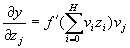 ∂y/∂z_j = f'(∑_{i=0}^{H} v_i z_i) v_j